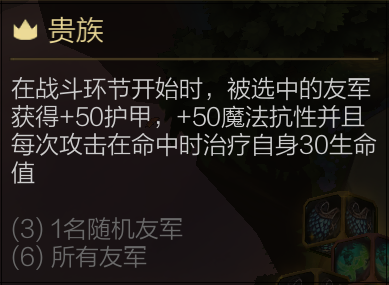 贵族
在战斗环节开始时，被选中的友军
获得+50护甲，+50魔法抗性并且
每次攻击在命中时治疗自身30生命
值
(3) 1名随机友军
(6) 所有友军